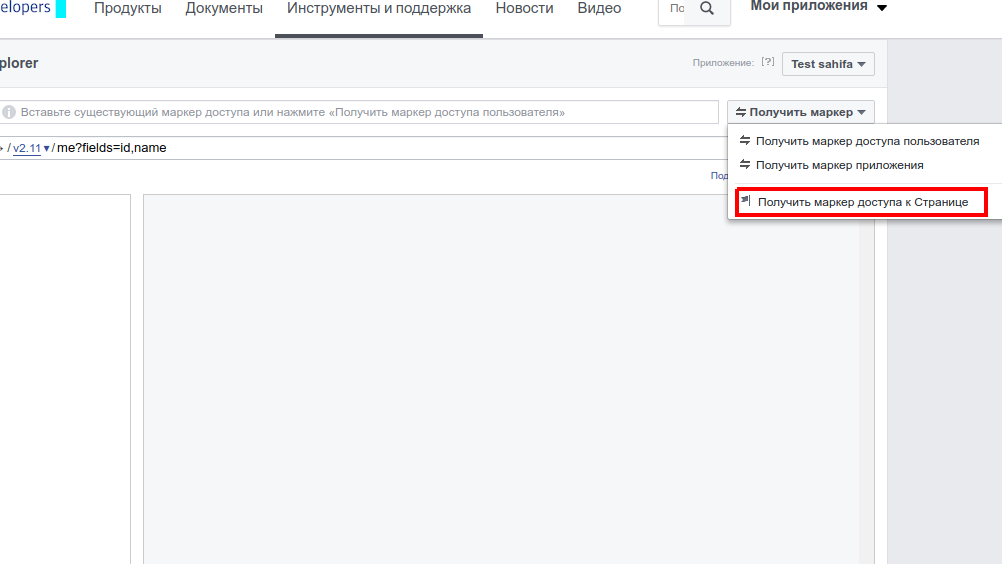 elopers Продукты Документы Инструменты и поддержка Новости Видео По Мои приложения
plorer Приложение: [?] Test sahifa
Вставьте существующий маркер доступа или нажмите «Получить маркер доступа пользователя» Получить маркер
/ v2.11 / me?fields=id,name
Получить маркер доступа пользователя
Получить маркер приложения
Под
Получить маркер доступа к Странице